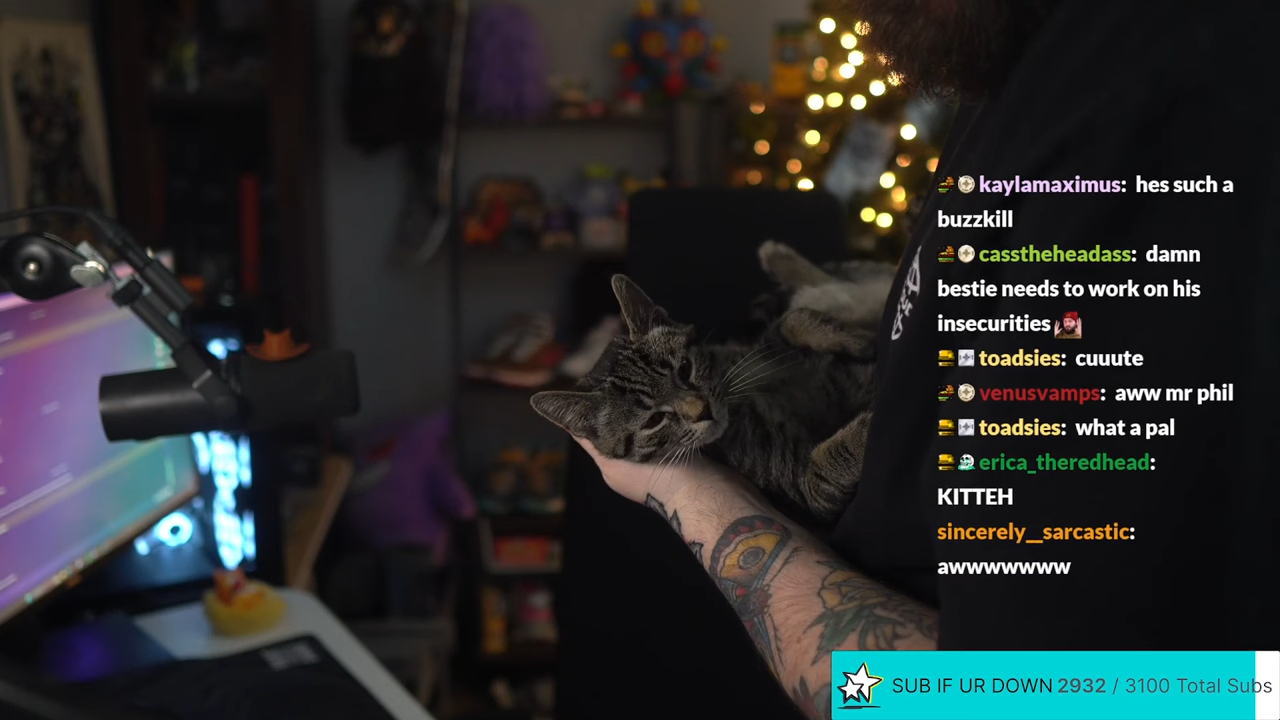 kaylamaximus: hes such a
buzzkill
casstheheadass: damn
bestie needs to work on his
insecurities
toadsies: cuuute
venusvamps: aww mr phil
toadsies: what a pal
erica_theredhead:
KITTEH
sincerely__sarcastic:
awwwwwww
SUB IF UR DOWN 2932 / 3100 Total Subs